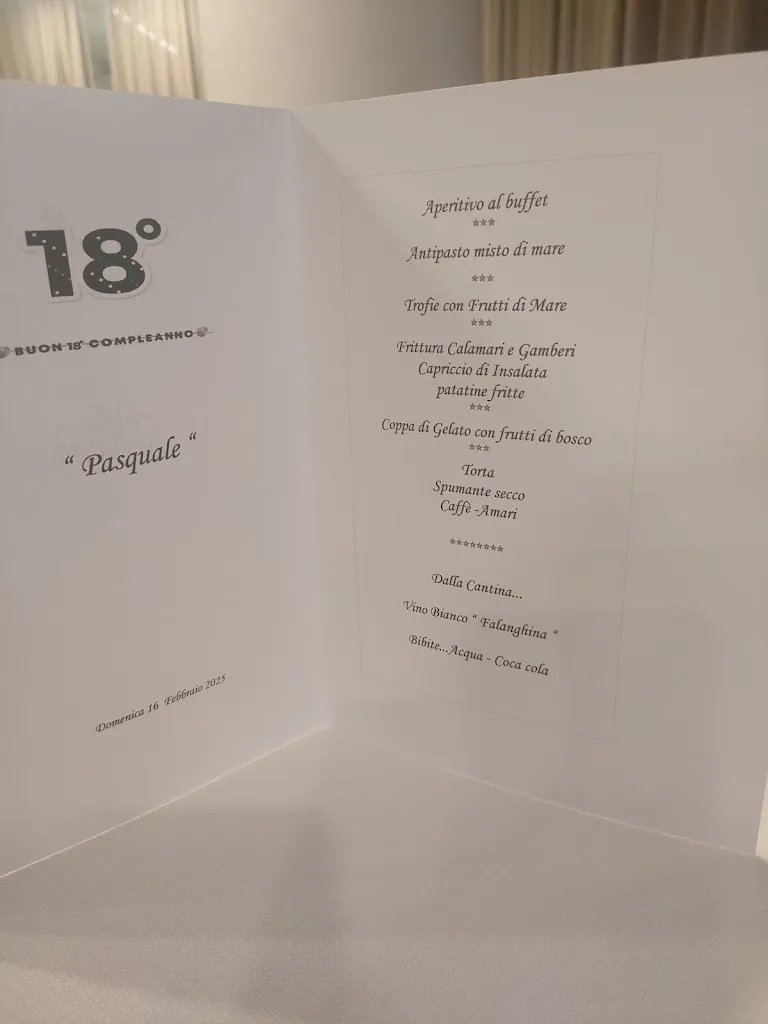 18°
BUON 18° COMPLEANNO
“ Pasquale “
Domenica 16 Febbraio 2025
Aperitivo al buffet
***
Antipasto misto di mare
***
Trofie con Frutti di Mare
***
Frittura Calamari e Gamberi
Capriccio di Insalata
patatine fritte
***
Coppa di Gelato con frutti di bosco
***
Torta
Spumante secco
Caffè -Amari
********
Dalla Cantina...
Vino Bianco “ Falanghina “
Bibite...Acqua - Coca cola